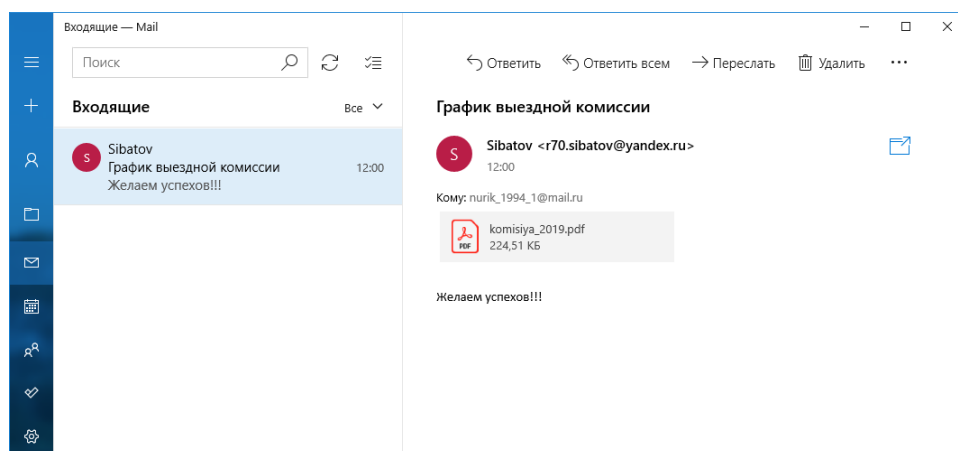 Входящие — Mail
Поиск
Ответить Ответить всем Переслать Удалить
Входящие Все
S
Sibatov
График выездной комиссии 12:00
Желаем успехов!!!
График выездной комиссии
S
Sibatov <r70.sibatov@yandex.ru>
12:00
Кому: nurik_1994_1@mail.ru
PDF
komisiya_2019.pdf
224,51 КБ
Желаем успехов!!!